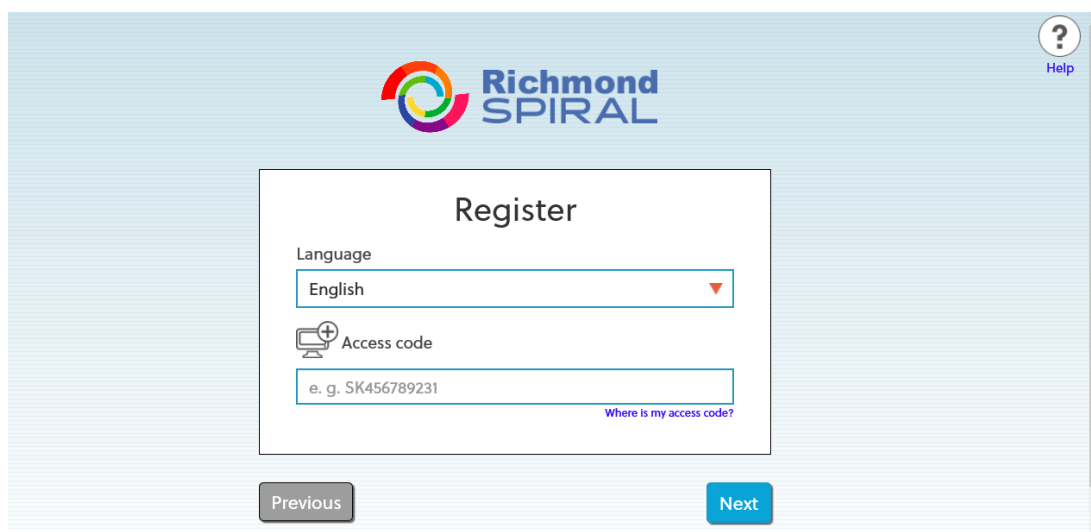 ?
Help
Richmond
SPIRAL
Register
Language
English
Access code
e. g. SK456789231
Where is my access code?
Previous
Next